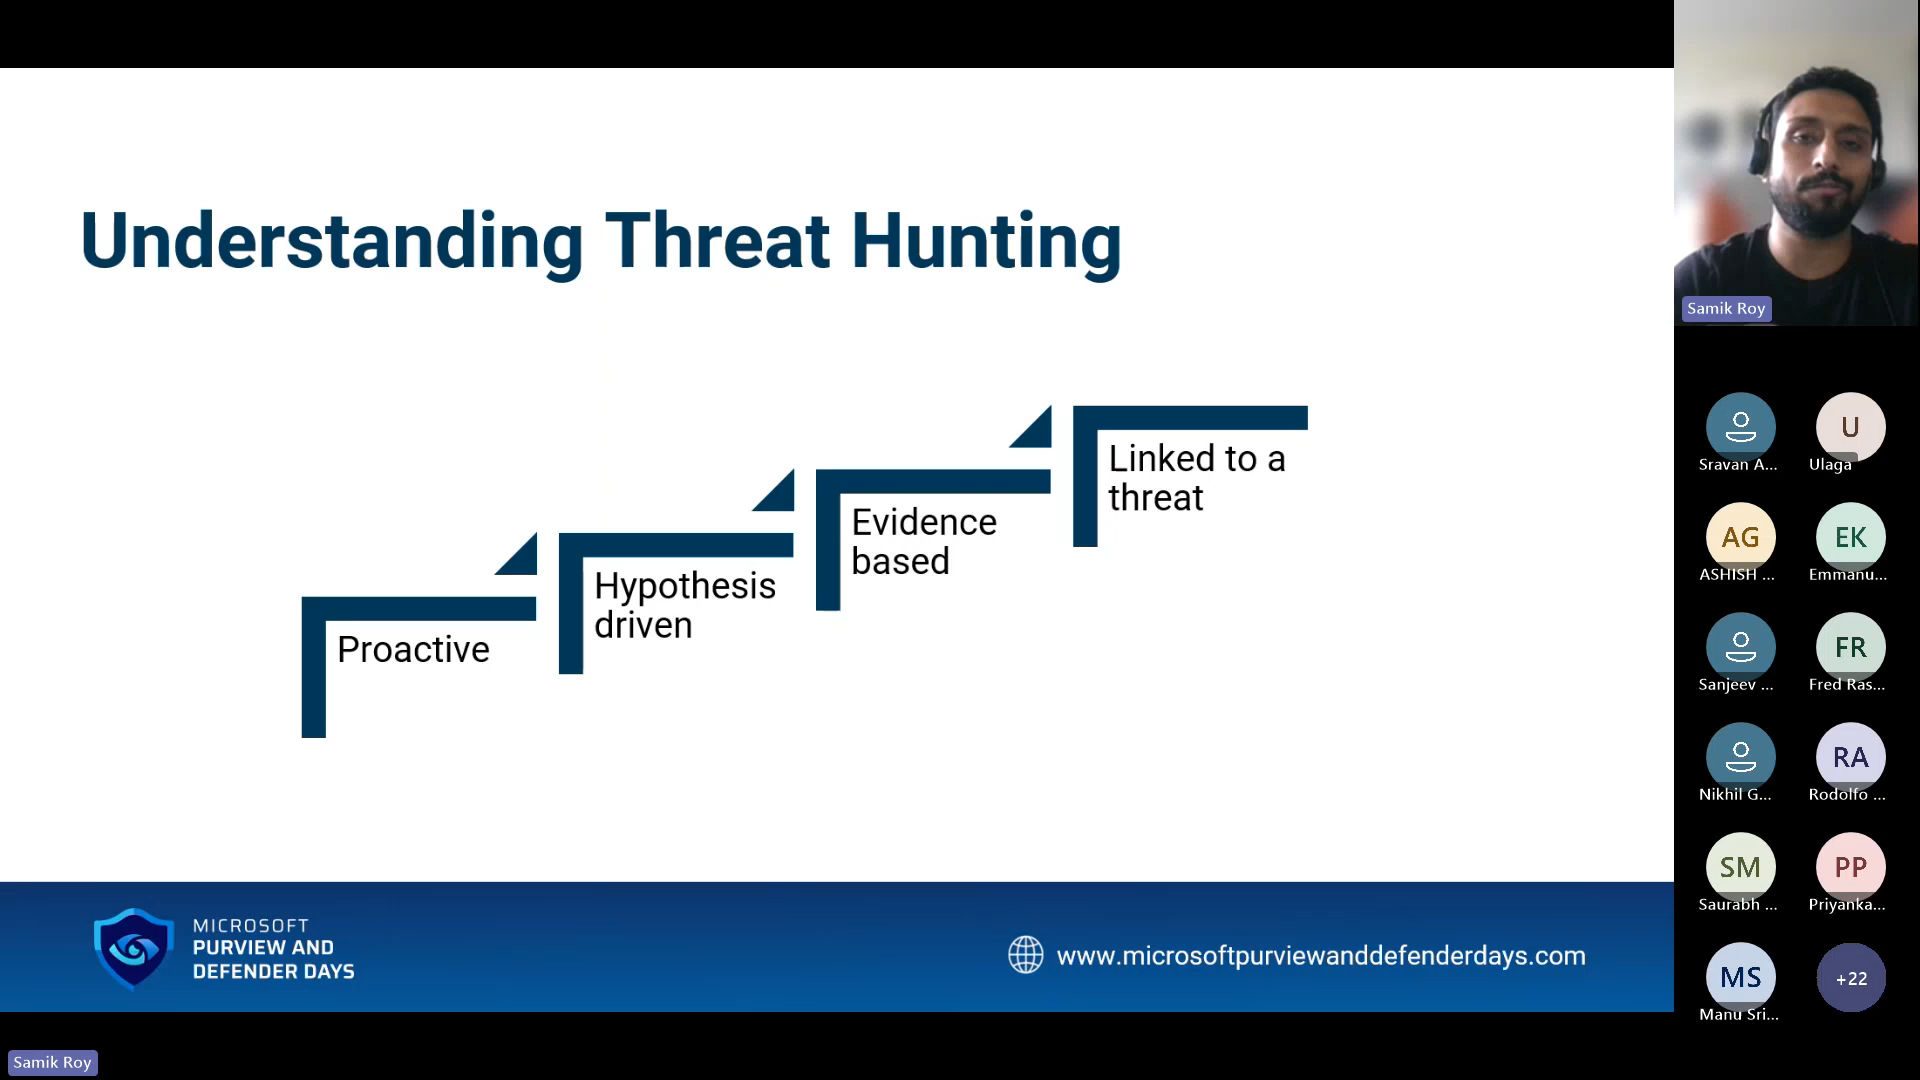 Understanding Threat Hunting
Proactive
Hypothesis
driven
Evidence
based
Linked to a
threat
MICROSOFT
PURVIEW AND
DEFENDER DAYS
www.microsoftpurviewanddefenderdays.com
Samik Roy
Samik Roy
Sravan A...
U
Ulaga
AG
ASHISH ...
EK
Emmanu...
Sanjeev ...
FR
Fred Ras...
Nikhil G...
RA
Rodolfo ...
SM
Saurabh ...
PP
Priyanka...
MS
Manu Sri...
+22